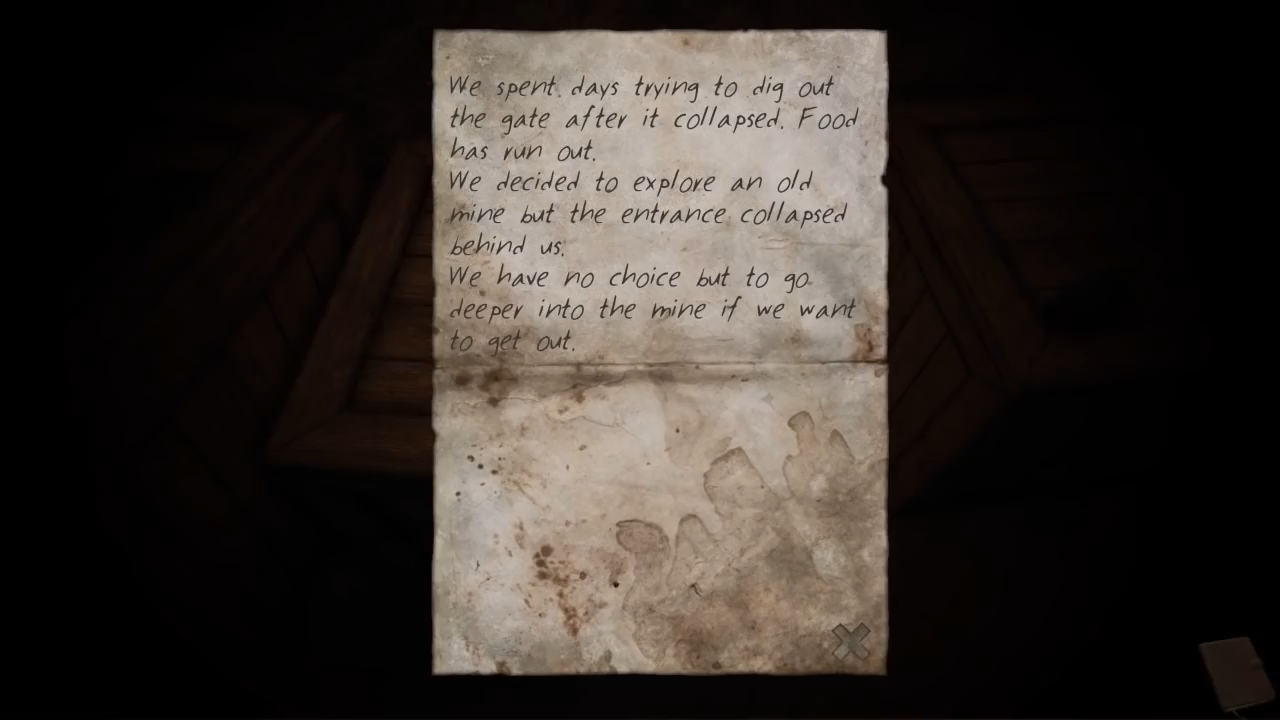 We spent days trying to dig out
the gate after it collapsed. Food
has run out.
We decided to explore an old
mine but the entrance collapsed
behind us.
We have no choice but to go
deeper into the mine if we want
to get out.